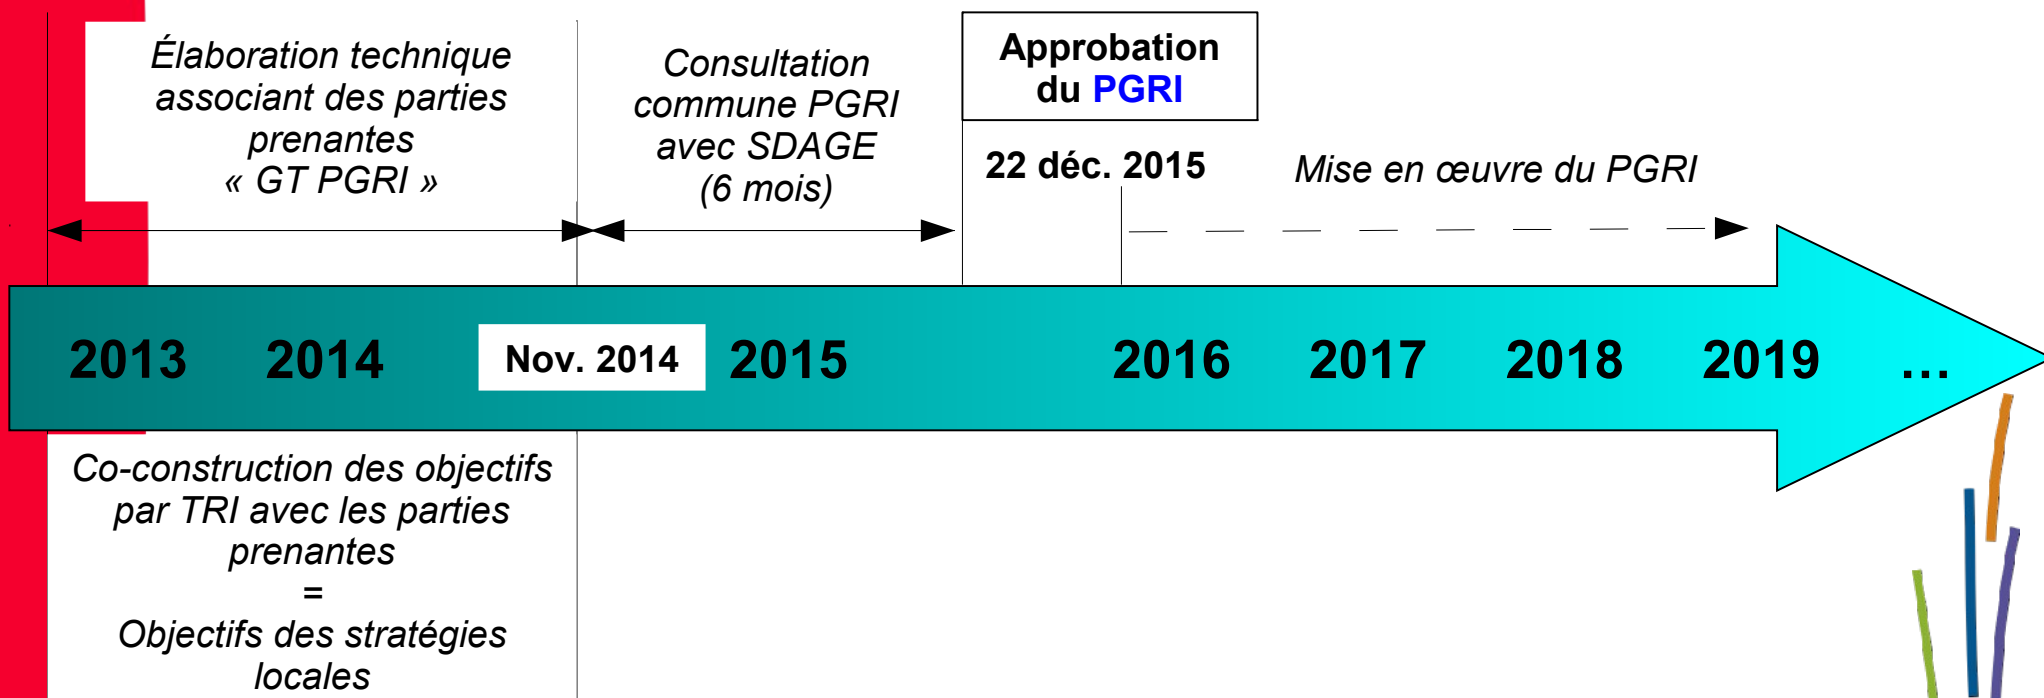 Élaboration technique
associant des parties
prenantes
« GT PGRI »
Consultation
commune PGRI
avec SDAGE
(6 mois)
Approbation
du PGRI
22 déc. 2015
Mise en œuvre du PGRI
2013 2014 Nov. 2014 2015 2016 2017 2018 2019 ...
Co-construction des objectifs
par TRI avec les parties
prenantes
=
Objectifs des stratégies
locales